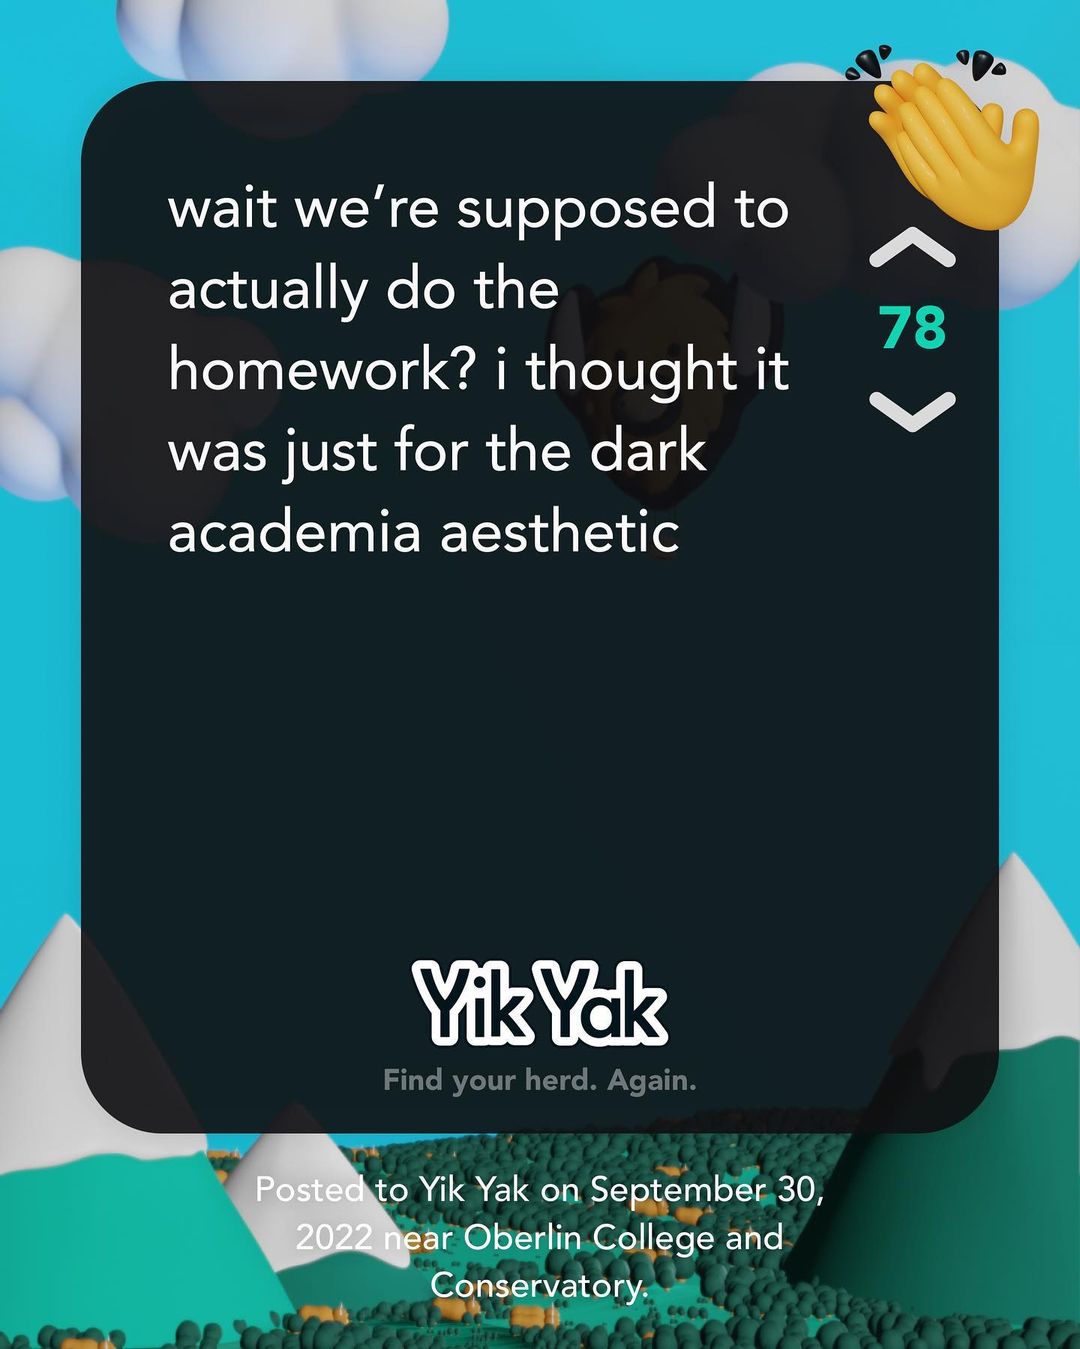 wait we’re supposed to
actually do the
homework? i thought it
was just for the dark
academia aesthetic
78
Yik Yak
Find your herd. Again.
Posted to Yik Yak on September 30,
2022 near Oberlin College and
Conservatory.